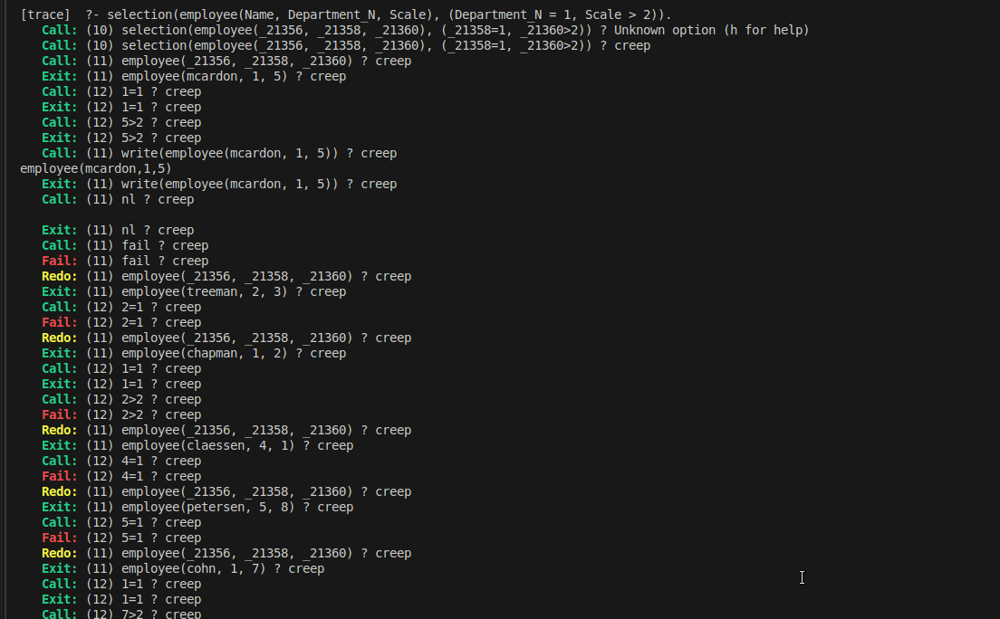 [trace]  ?- selection(employee(Name, Department_N, Scale), (Department_N = 1, Scale > 2)).
   Call: (10) selection(employee(_21356, _21358, _21360), (_21358=1, _21360>2)) ? Unknown option (h for help)
   Call: (10) selection(employee(_21356, _21358, _21360), (_21358=1, _21360>2)) ? creep
   Call: (11) employee(_21356, _21358, _21360) ? creep
   Exit: (11) employee(mcardon, 1, 5) ? creep
   Call: (12) 1=1 ? creep
   Exit: (12) 1=1 ? creep
   Call: (12) 5>2 ? creep
   Exit: (12) 5>2 ? creep
   Call: (11) write(employee(mcardon, 1, 5)) ? creep
employee(mcardon,1,5)
   Exit: (11) write(employee(mcardon, 1, 5)) ? creep
   Call: (11) nl ? creep

   Exit: (11) nl ? creep
   Call: (11) fail ? creep
   Fail: (11) fail ? creep
   Redo: (11) employee(_21356, _21358, _21360) ? creep
   Exit: (11) employee(treeman, 2, 3) ? creep
   Call: (12) 2=1 ? creep
   Fail: (12) 2=1 ? creep
   Redo: (11) employee(_21356, _21358, _21360) ? creep
   Exit: (11) employee(chapman, 1, 2) ? creep
   Call: (12) 1=1 ? creep
   Exit: (12) 1=1 ? creep
   Call: (12) 2>2 ? creep
   Fail: (12) 2>2 ? creep
   Redo: (11) employee(_21356, _21358, _21360) ? creep
   Exit: (11) employee(claessen, 4, 1) ? creep
   Call: (12) 4=1 ? creep
   Fail: (12) 4=1 ? creep
   Redo: (11) employee(_21356, _21358, _21360) ? creep
   Exit: (11) employee(petersen, 5, 8) ? creep
   Call: (12) 5=1 ? creep
   Fail: (12) 5=1 ? creep
   Redo: (11) employee(_21356, _21358, _21360) ? creep
   Exit: (11) employee(cohn, 1, 7) ? creep
   Call: (12) 1=1 ? creep
   Exit: (12) 1=1 ? creep
   Call: (12) 7>2 ? creep